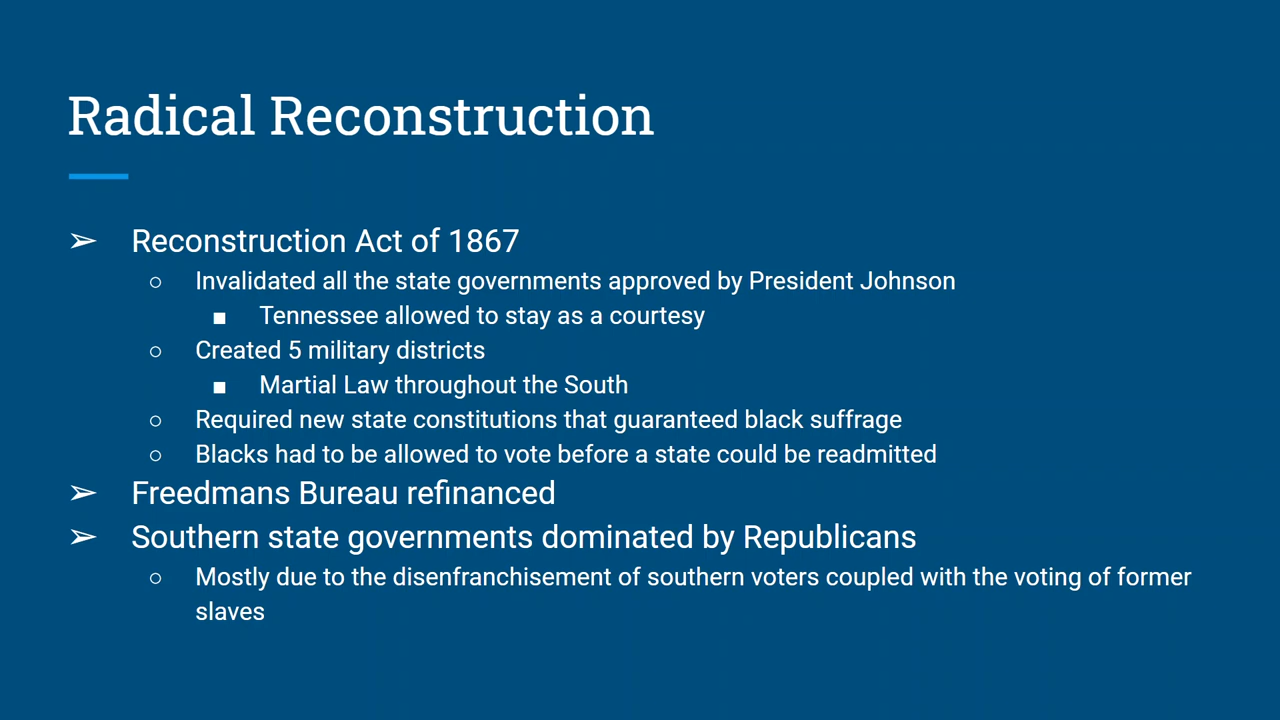 Radical Reconstruction
➢ Reconstruction Act of 1867
○ Invalidated all the state governments approved by President Johnson
■ Tennessee allowed to stay as a courtesy
○ Created 5 military districts
■ Martial Law throughout the South
○ Required new state constitutions that guaranteed black suffrage
○ Blacks had to be allowed to vote before a state could be readmitted
➢ Freedmans Bureau refinanced
➢ Southern state governments dominated by Republicans
○ Mostly due to the disenfranchisement of southern voters coupled with the voting of former
slaves